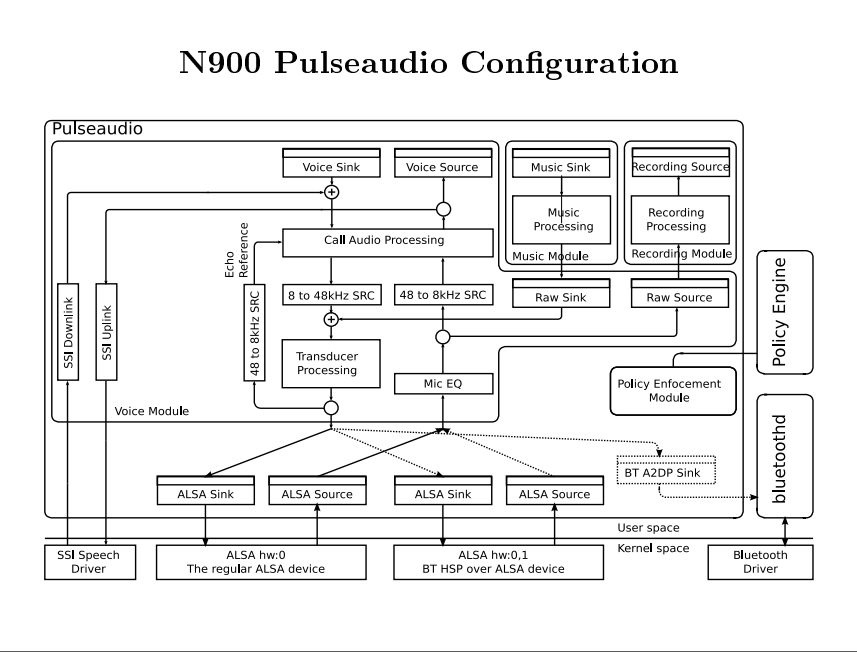 N900 Pulseaudio Configuration
Pulseaudio
Voice Sink
Voice Source
Music Sink
Recording Source
Music
Processing
Recording
Processing
Call Audio Processing
Music Module
Recording Module
Echo
Reference
Policy Engine
SSI Downlink
SSI Uplink
48 to 8kHz SRC
8 to 48kHz SRC
48 to 8kHz SRC
Raw Sink
Raw Source
Transducer
Processing
Mic EQ
Policy Enfocement
Module
Voice Module
bluetoothd
BT A2DP Sink
ALSA Sink
ALSA Source
ALSA Sink
ALSA Source
User space
Kernel space
SSI Speech
Driver
ALSA hw:0
The regular ALSA device
ALSA hw:0,1
BT HSP over ALSA device
Bluetooth
Driver